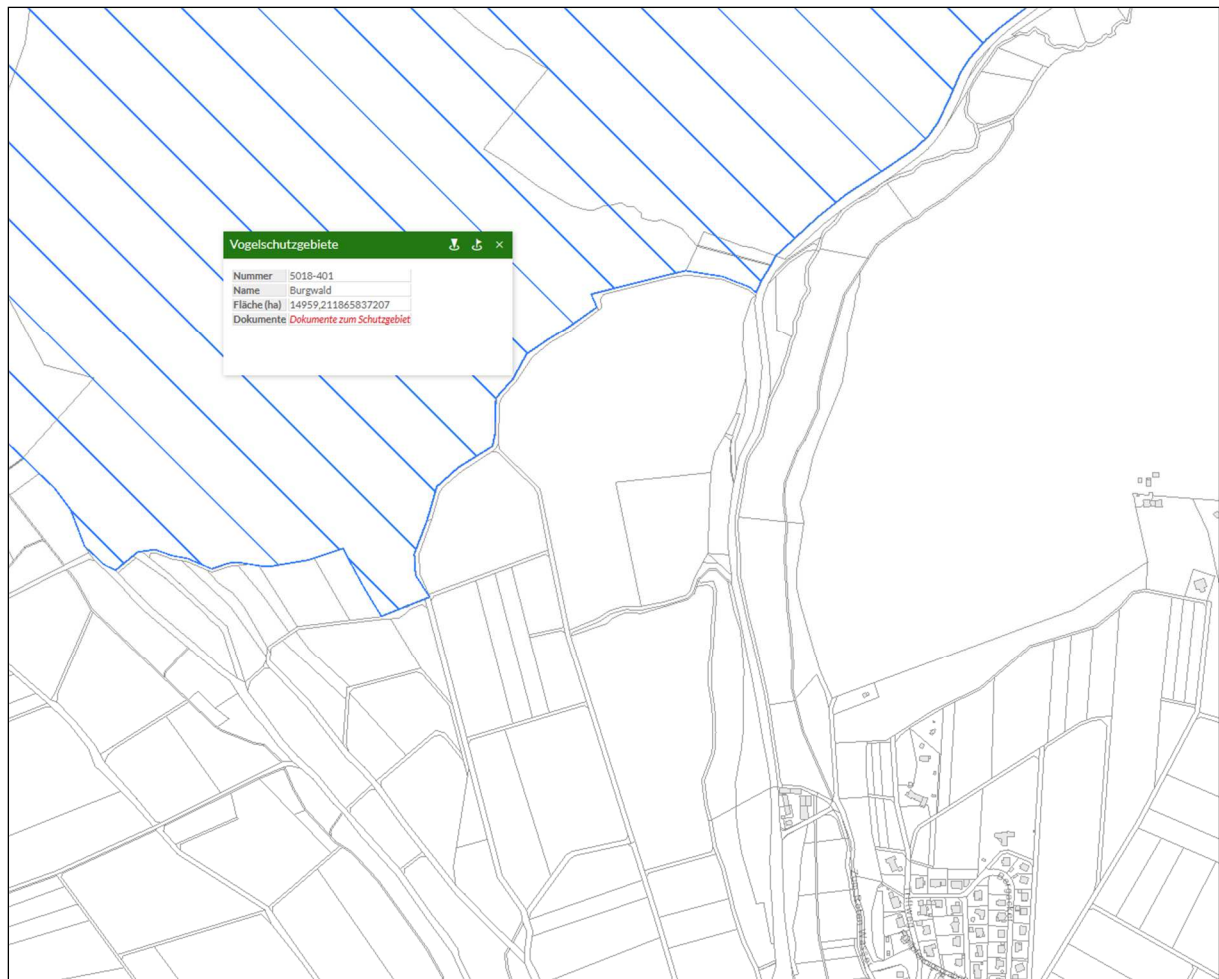 Vogelschutzgebiete
Nummer 5018-401
Name Burgwald
Fläche (ha) 14959,211865837207
Dokumente Dokumente zum Schutzgebiet